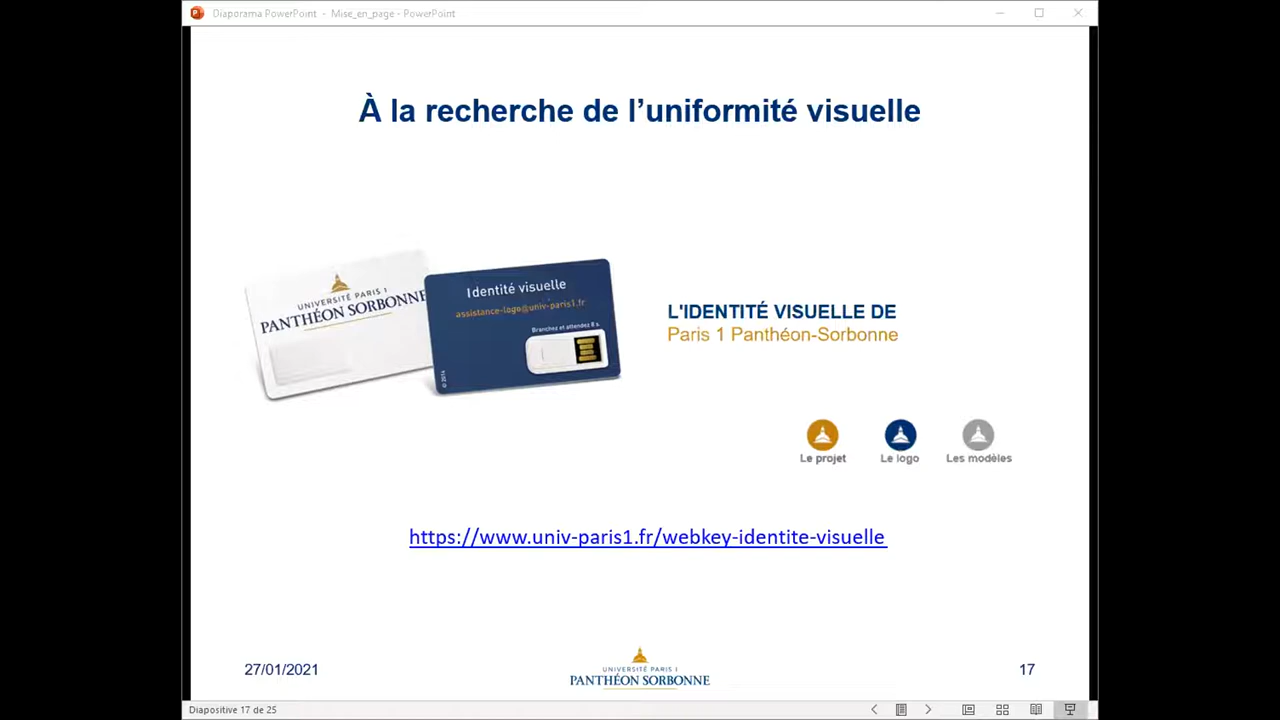 Diaporama PowerPoint - Mise_en_page - PowerPoint
À la recherche de l’uniformité visuelle
UNIVERSITÉ PARIS 1
PANTHÉON SORBONNE
Identité visuelle
assistance-logo@univ-paris1.fr
Branchez et attendez 8 s.
© 2014
L'IDENTITÉ VISUELLE DE
Paris 1 Panthéon-Sorbonne
Le projet
Le logo
Les modèles
https://www.univ-paris1.fr/webkey-identite-visuelle
27/01/2021
UNIVERSITÉ PARIS 1
PANTHÉON SORBONNE
17
Diapositive 17 de 25